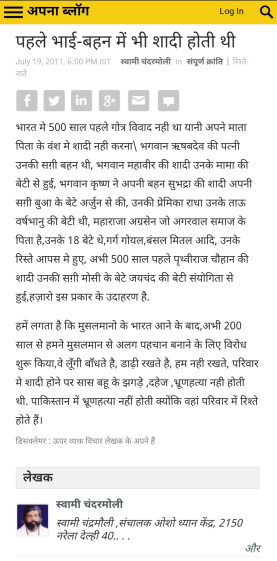 अपना ब्लॉग
Log In
पहले भाई-बहन में भी शादी होती थी
July 19, 2011, 6:00 PM IST स्वामी चंदरमोली in संपूर्ण क्रांति | रिश्ते-
नाते
भारत मे 500 साल पहले गोत्र विवाद नही था यानी अपने माता
पिता के वंश मे शादी नही करना\ भगवान ऋषबदेव की पत्नी
उनकी सग़ी बहन थी, भगवान महावीर की शादी उनके मामा की
बेटी से हुई, भगवान कृष्ण ने अपनी बहन सुभद्रा की शादी अपनी
सग़ी बुआ के बेटे अर्जुन से की, उनकी प्रेमिका राधा उनके ताऊ
वर्षभानु की बेटी थी, महाराजा अग्रसेन जो अगरवाल समाज के
पिता है,उनके 18 बेटे थे,गर्ग गोयल,बंसल मितल आदि, उनके
रिस्ते आपस मे हुए, अभी 500 साल पहले पृथ्वीराज चौहान की
शादी उनकी सग़ी मोसी के बेटे जयचंद की बेटी संयोगिता से
हुई,हज़ारो इस प्रकार के उदाहरण है.
हमें लगता है कि मुसलमानो के भारत आने के बाद,अभी 200
साल से हमने मुसलमान से अलग पहचान बनाने के लिए विरोध
शुरू किया,वे लूँगी बाँधते है, डाढ़ी रखते है, हम नही रखते, परिवार
मे शादी होने पर सास बहू के झगड़े ,दहेज ,भ्रूणहत्या नही होती
थी. पाकिस्तान में भ्रूणहत्या नहीं होती क्योंकि वहां परिवार में रिश्ते
होते हैं।
डिसक्लेमर : ऊपर व्यक्त विचार लेखक के अपने हैं
लेखक
स्वामी चंदरमोली
स्वामी चंद्रमौली ,संचालक ओशो ध्यान केंद्र, 2150
नरेला देल्ही 40.. . .
और